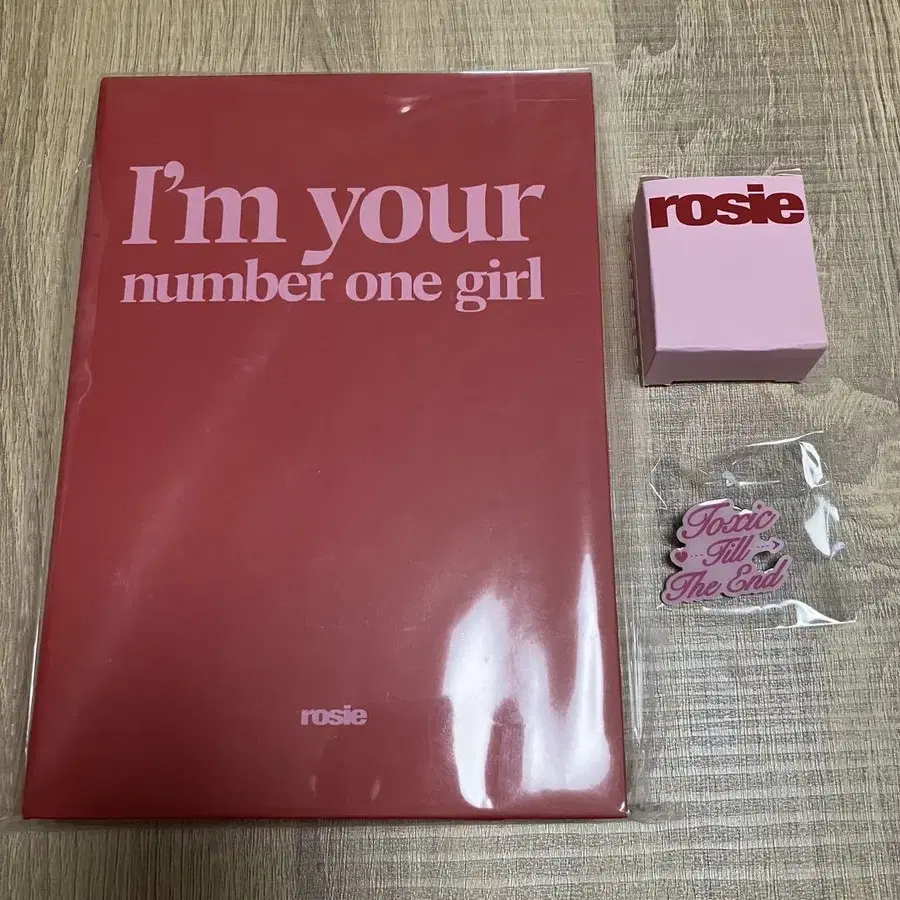 I'm your
number one girl
rosie
rosie
Toxic
Till
The End